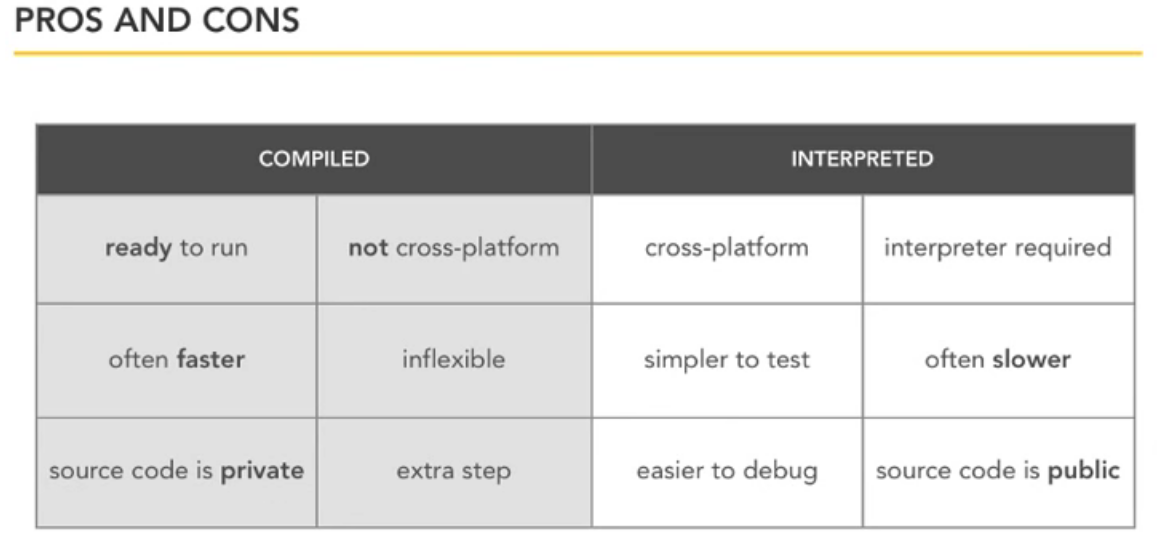 PROS AND CONS
COMPILED
INTERPRETED
ready to run
not cross-platform
cross-platform
interpreter required
often faster
inflexible
simpler to test
often slower
source code is private
extra step
easier to debug
source code is public